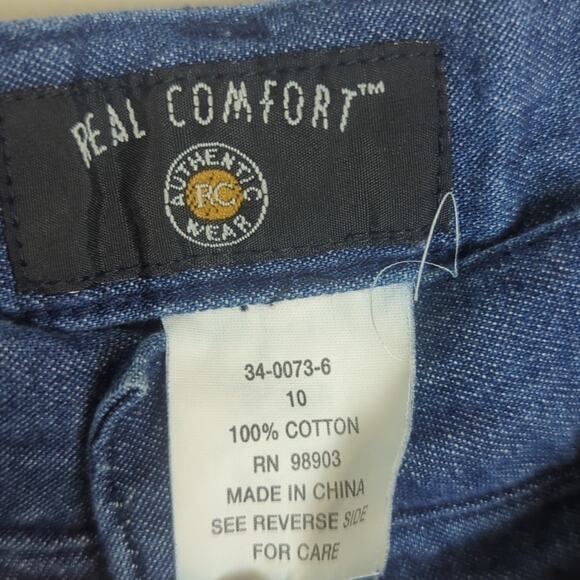 REAL COMFORT™
AUTHENTIC
RC
WEAR
34-0073-6
10
100% COTTON
RN 98903
MADE IN CHINA
SEE REVERSE SIDE
FOR CARE